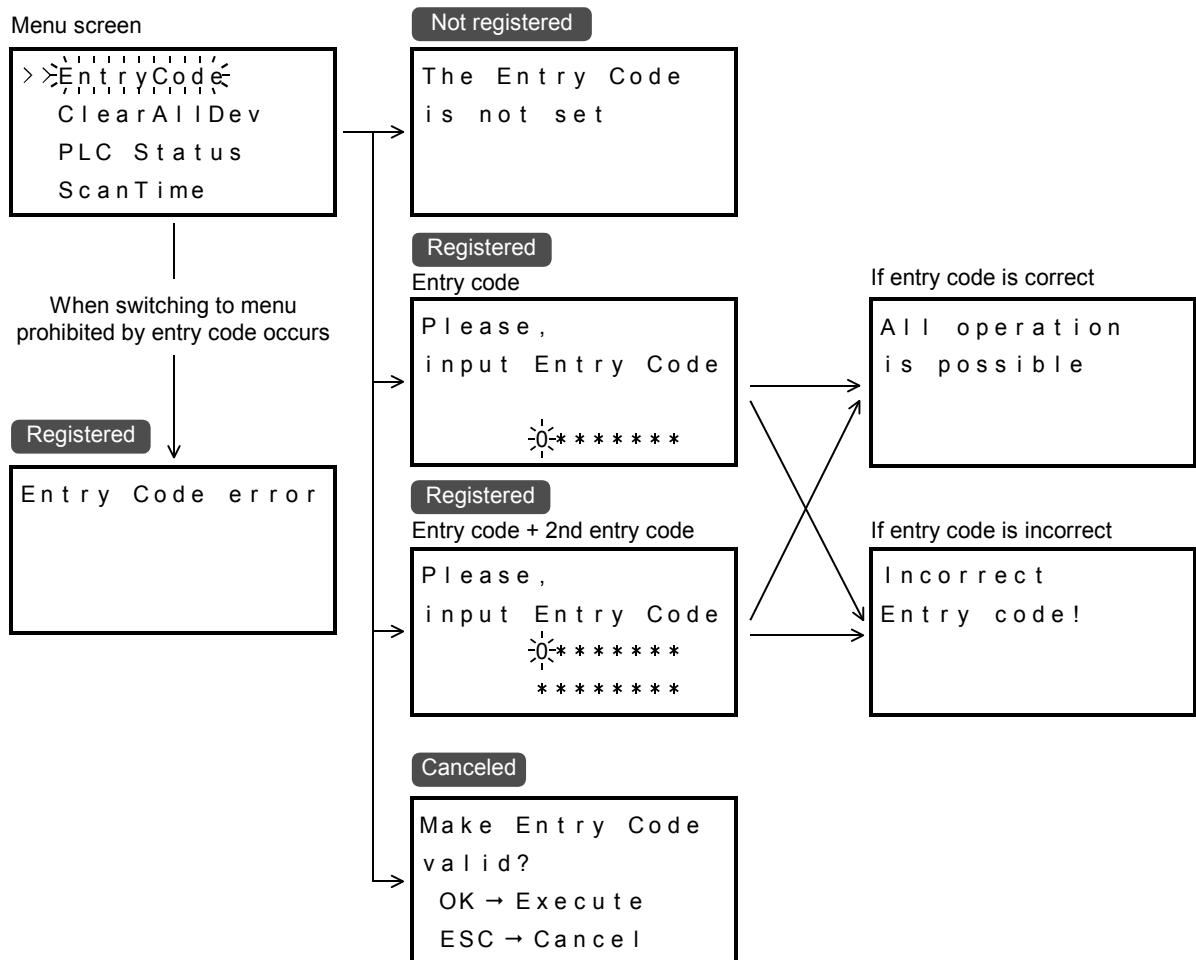 Menu screen
>> EntryCode
ClearAllDev
PLC Status
ScanTime
When switching to menu
prohibited by entry code occurs
Registered
Entry Code error
Not registered
The Entry Code
is not set
Registered
Entry code
Please,
input Entry Code
0*******
Registered
Entry code + 2nd entry code
Please,
input Entry Code
0*******
********
Canceled
Make Entry Code
valid?
OK → Execute
ESC → Cancel
If entry code is correct
All operation
is possible
If entry code is incorrect
Incorrect
Entry code!